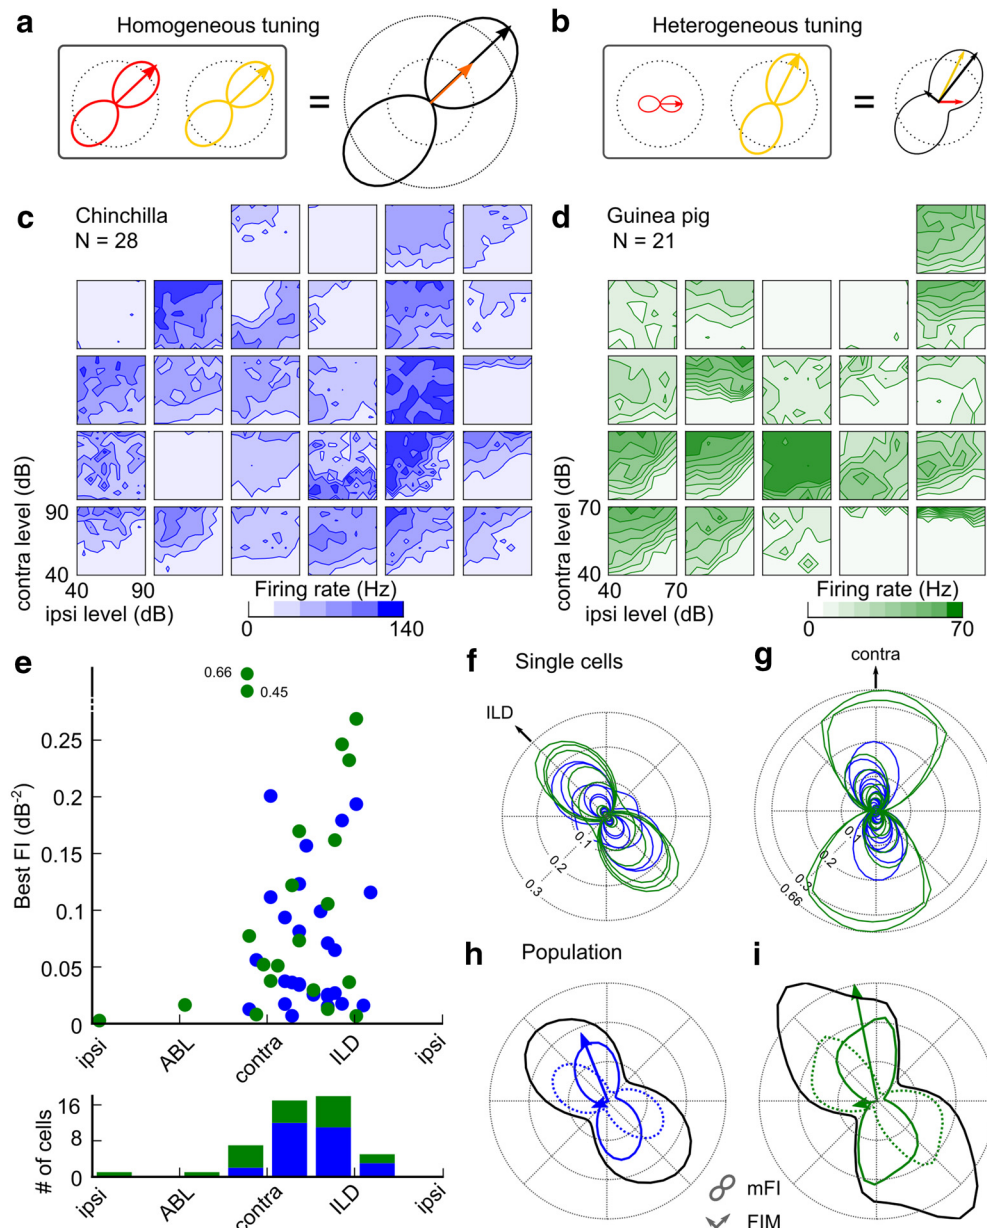 a Homogeneous tuning
=
b Heterogeneous tuning
=
c Chinchilla
N = 28
contra level (dB)
90
40
40 90
ipsi level (dB)
Firing rate (Hz)
0 140
d Guinea pig
N = 21
contra level (dB)
70
40
40 70
ipsi level (dB)
Firing rate (Hz)
0 70
e
0.66
0.45
Best FI (dB-2)
0.25
0.2
0.15
0.1
0.05
0
ipsi ABL contra ILD ipsi
# of cells
16
8
0
ipsi ABL contra ILD ipsi
f Single cells
ILD
0.1
0.2
0.3
g
contra
0.1
0.2
0.3
0.66
h Population
i
mFI
FIM